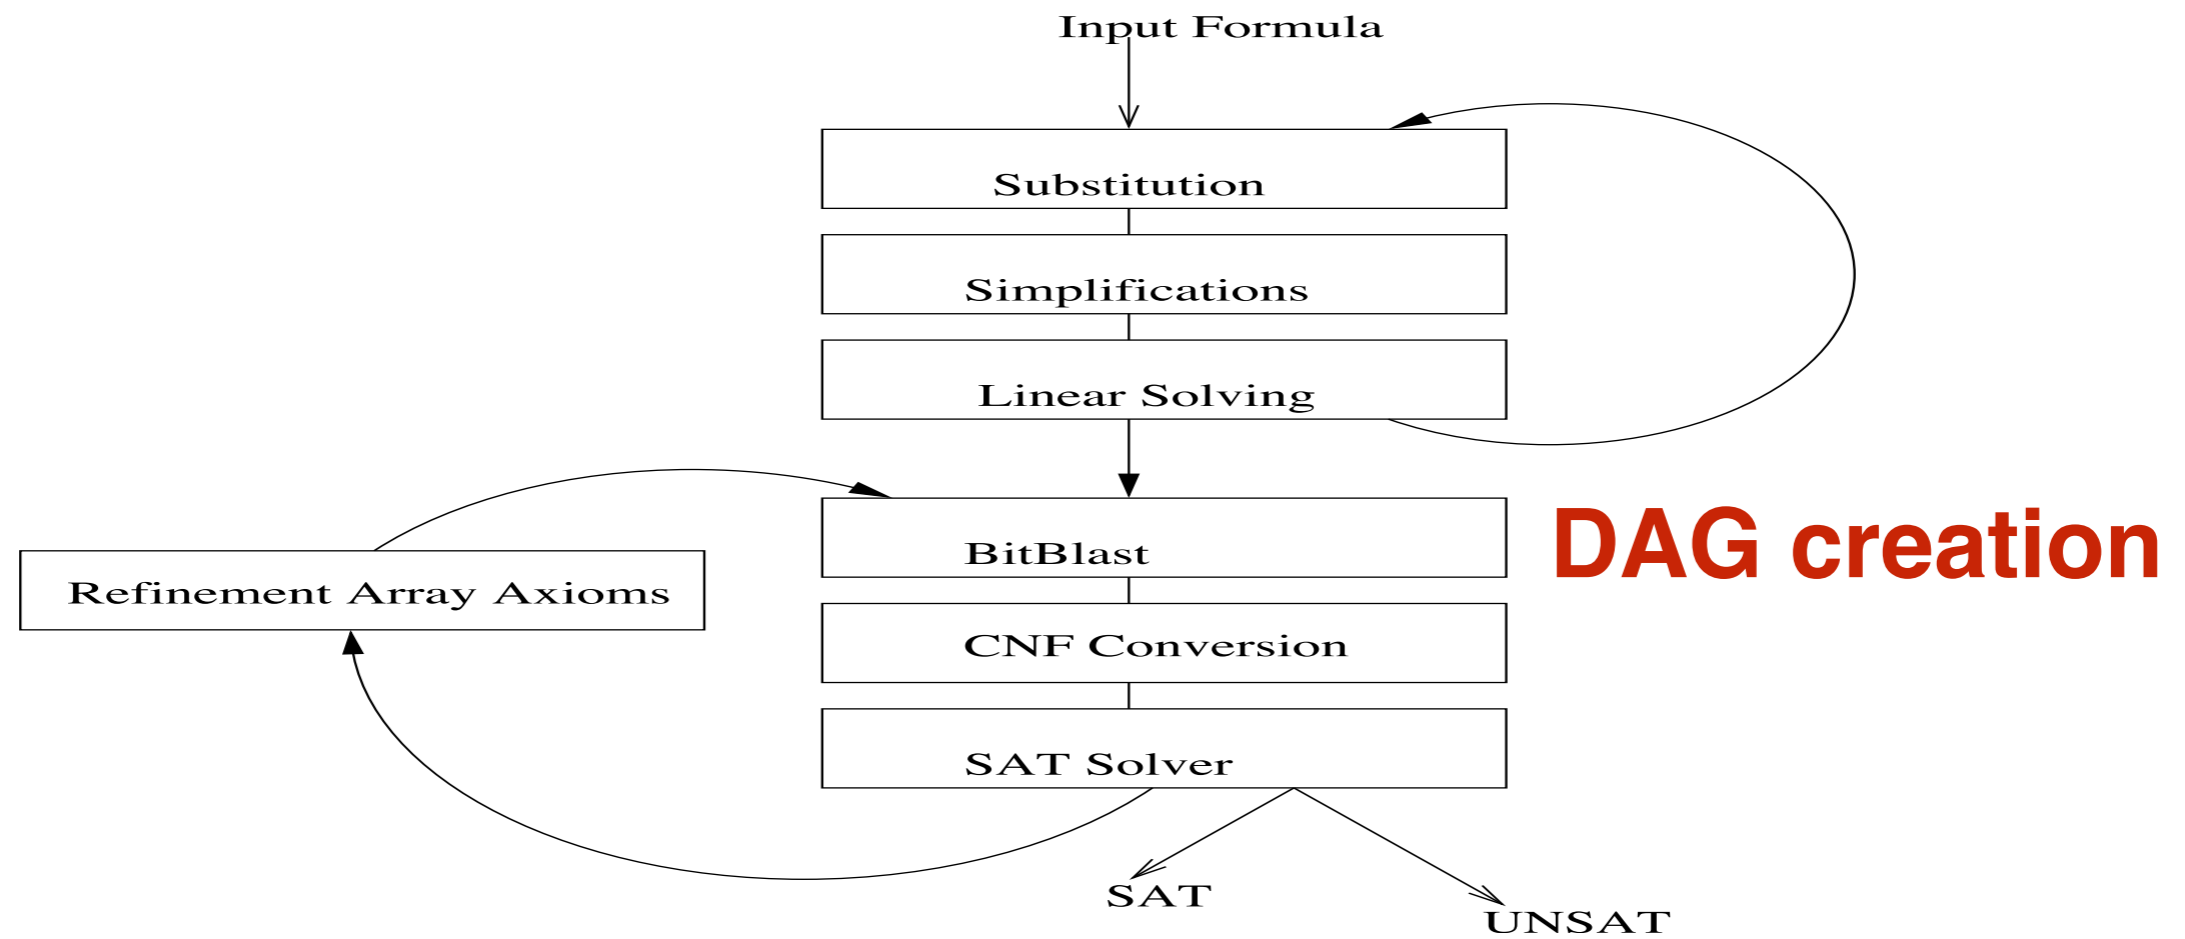 Input Formula
Substitution
Simplifications
Linear Solving
BitBlast
DAG creation
Refinement Array Axioms
CNF Conversion
SAT Solver
SAT
UNSAT